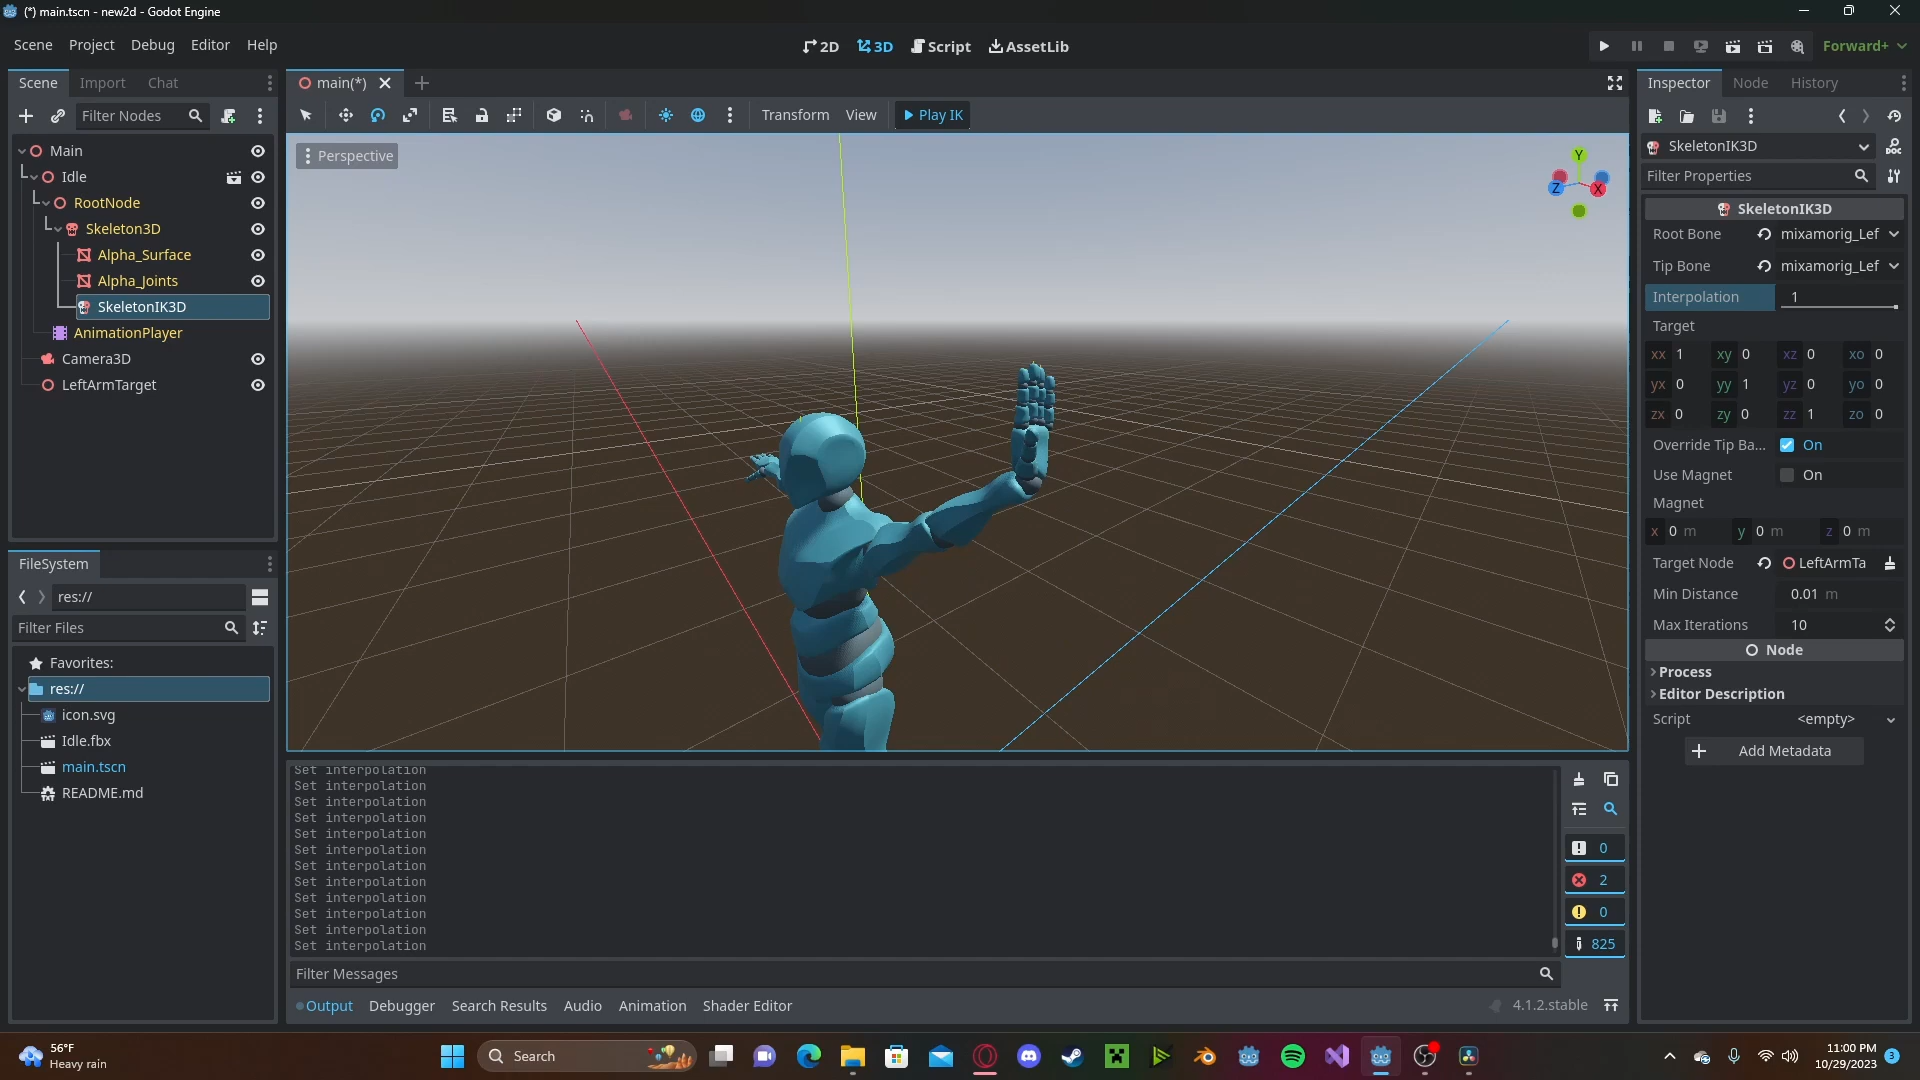 (*) main.tscn - new2d - Godot Engine
Scene Project Debug Editor Help
2D 3D Script AssetLib
Forward+
Scene Import Chat
main(*)
Inspector Node History
Filter Nodes
Transform View Play IK
Main
Idle
RootNode
Skeleton3D
Alpha_Surface
Alpha_Joints
SkeletonIK3D
AnimationPlayer
Camera3D
LeftArmTarget
Perspective
Y
Z
X
FileSystem
res://
Filter Files
Favorites:
res://
icon.svg
Idle.fbx
main.tscn
README.md
Set interpolation
Set interpolation
Set interpolation
Set interpolation
Set interpolation
Set interpolation
Set interpolation
Set interpolation
Set interpolation
Set interpolation
Set interpolation
Set interpolation
0
2
0
825
Filter Messages
Output Debugger Search Results Audio Animation Shader Editor
4.1.2.stable
SkeletonIK3D
Filter Properties
SkeletonIK3D
Root Bone mixamorig_Lef
Tip Bone mixamorig_Lef
Interpolation 1
Target
xx 1 xy 0 xz 0 xo 0
yx 0 yy 1 yz 0 yo 0
zx 0 zy 0 zz 1 zo 0
Override Tip Ba... On
Use Magnet On
Magnet
x 0 m y 0 m z 0 m
Target Node LeftArmTa
Min Distance 0.01 m
Max Iterations 10
Node
Process
Editor Description
Script <empty>
Add Metadata
56°F
Heavy rain
Search
11:00 PM
10/29/2023
3